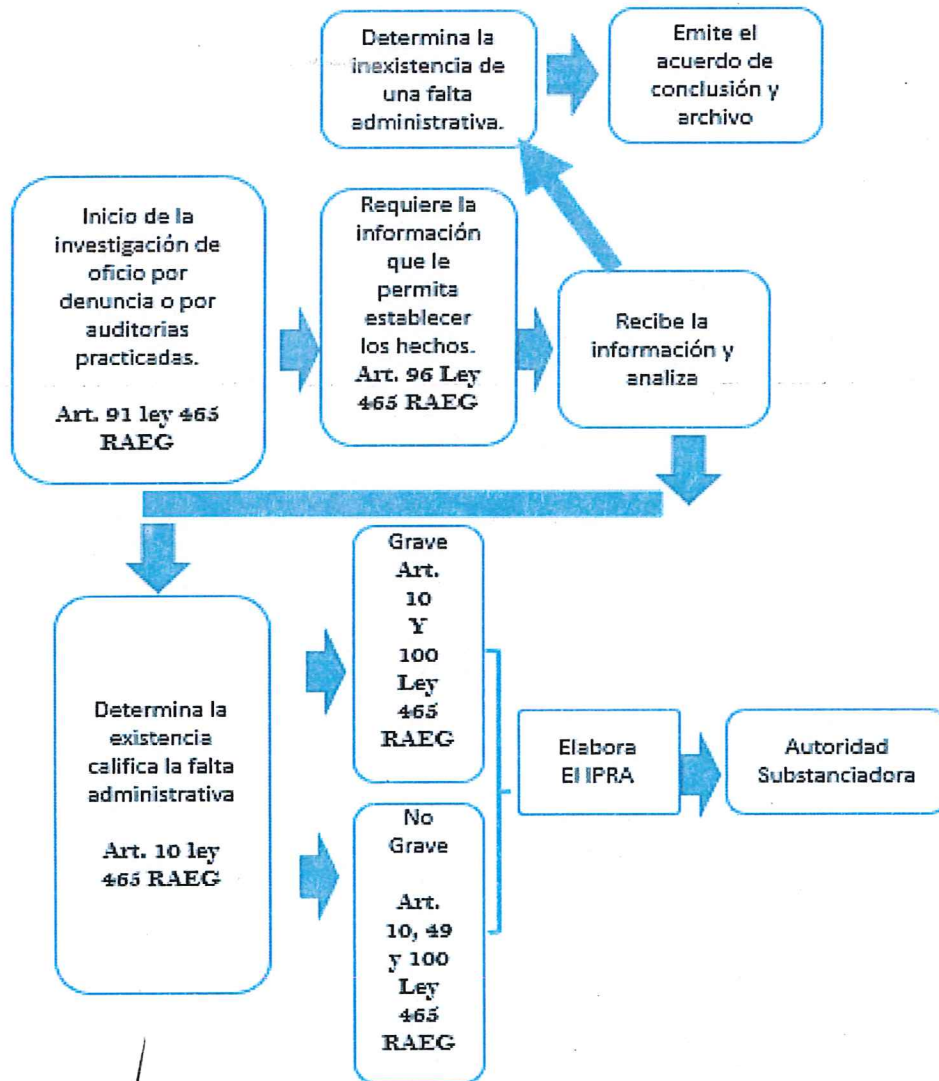 Determina la
inexistencia de
una falta
administrativa.
Emite el
acuerdo de
conclusión y
archivo
Inicio de la
investigación de
oficio por
denuncia o por
auditorias
practicadas.
Art. 91 ley 465
RAEG
Requiere la
información
que le
permita
establecer
los hechos.
Art. 96 Ley
465 RAEG
Recibe la
información y
analiza
Determina la
existencia
califica la falta
administrativa
Art. 10 ley
465 RAEG
Grave
Art.
10
Y
100
Ley
465
RAEG
No
Grave
Art.
10, 49
y 100
Ley
465
RAEG
Elabora
El IPRA
Autoridad
Substanciadora